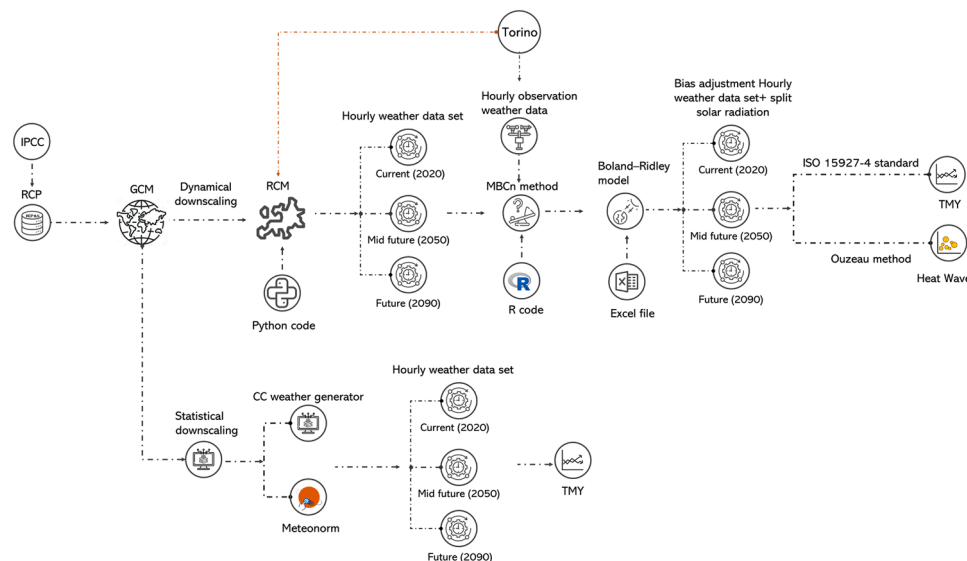 Torino
Hourly observation
weather data
Bias adjustment Hourly
weather data set+ split
solar radiation
Hourly weather data set
IPCC
RCP
GCM
Dynamical
downscaling
RCM
Current (2020)
MBCn method
Boland–Ridley
model
Current (2020)
ISO 15927-4 standard
TMY
Mid future (2050)
Mid future (2050)
Ouzeau method
Heat Wave
Python code
Future (2090)
R
R code
Excel file
Future (2090)
Hourly weather data set
CC weather generator
Statistical
downscaling
Current (2020)
Mid future (2050)
TMY
Meteonorm
Future (2090)